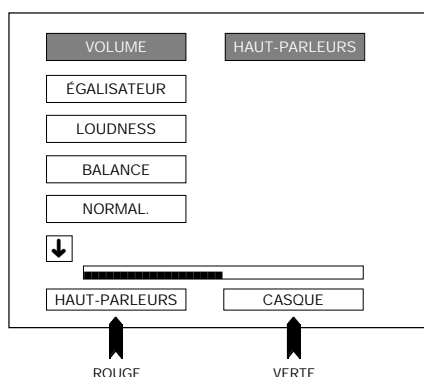 VOLUME HAUT-PARLEURS
ÉGALISATEUR
LOUDNESS
BALANCE
NORMAL.
HAUT-PARLEURS CASQUE
ROUGE VERTE